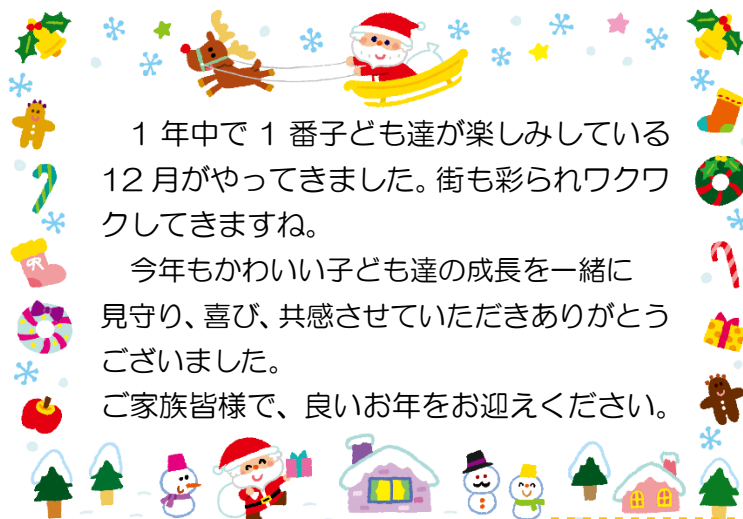 １年中で１番子ども達が楽しみしている
12月がやってきました。街も彩られワクワ
クしてきますね。
今年もかわいい子ども達の成長を一緒に
見守り、喜び、共感させていただきありがとう
ございました。
ご家族皆様で、良いお年をお迎えください。